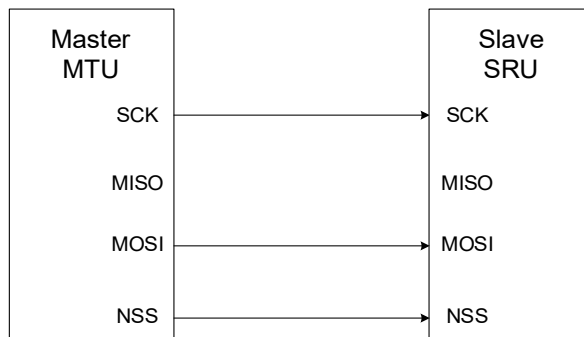 Master
MTU
SCK
MISO
MOSI
NSS
Slave
SRU
SCK
MISO
MOSI
NSS